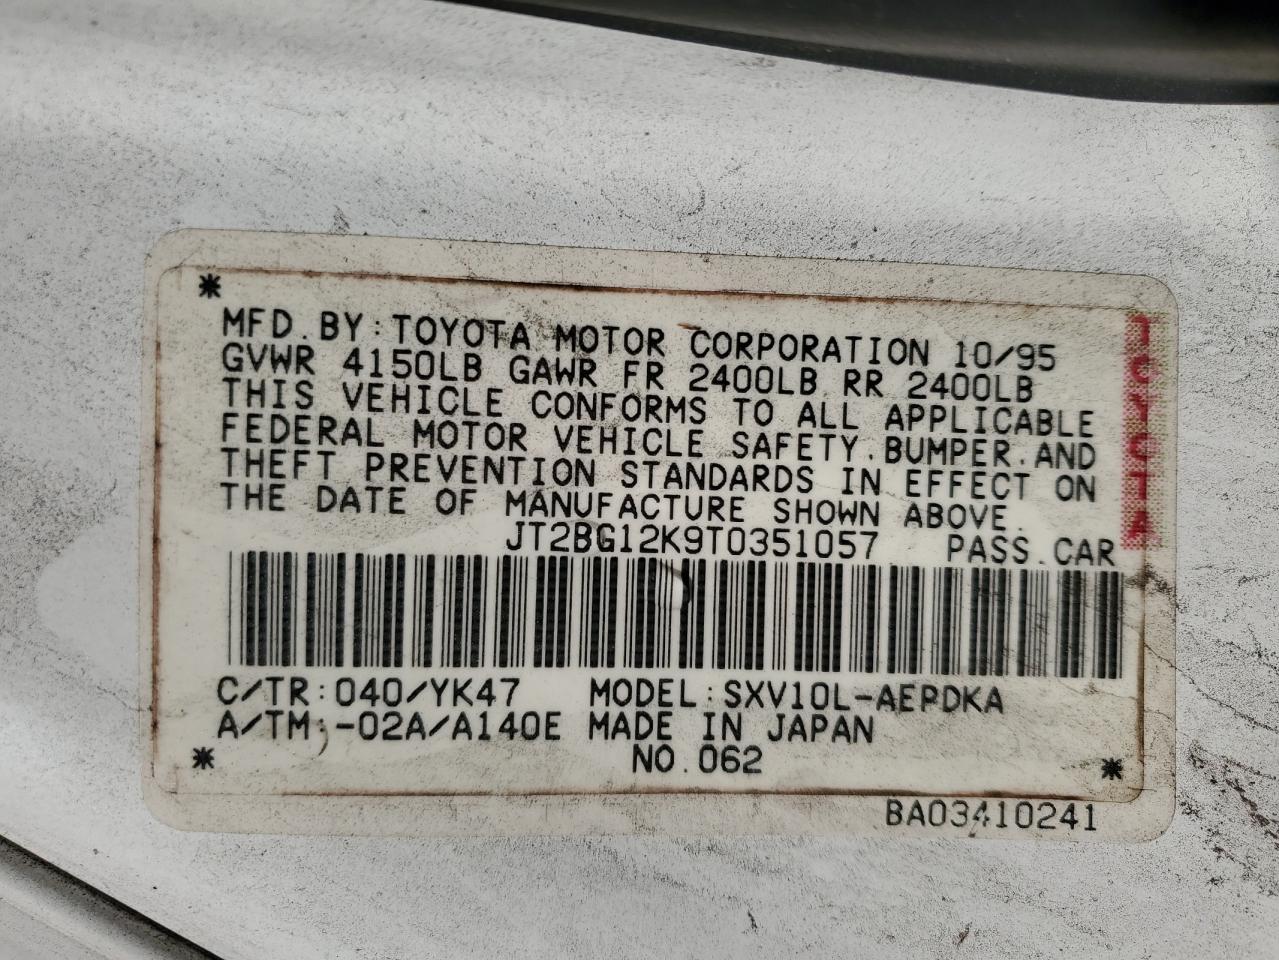 MFD.BY:TOYOTA MOTOR CORPORATION 10/95
GVWR 4150LB GAWR FR 2400LB RR 2400LB
THIS VEHICLE CONFORMS TO ALL APPLICABLE
FEDERAL MOTOR VEHICLE SAFETY.BUMPER.AND
THEFT PREVENTION STANDARDS IN EFFECT ON
THE DATE OF MANUFACTURE SHOWN ABOVE.
JT2BG12K9T0351057 PASS.CAR
TOYOTA
C/TR:040/YK47 MODEL:SXV10L-AEPDKA
A/TM:-02A/A140E MADE IN JAPAN
NO.062
BA03410241